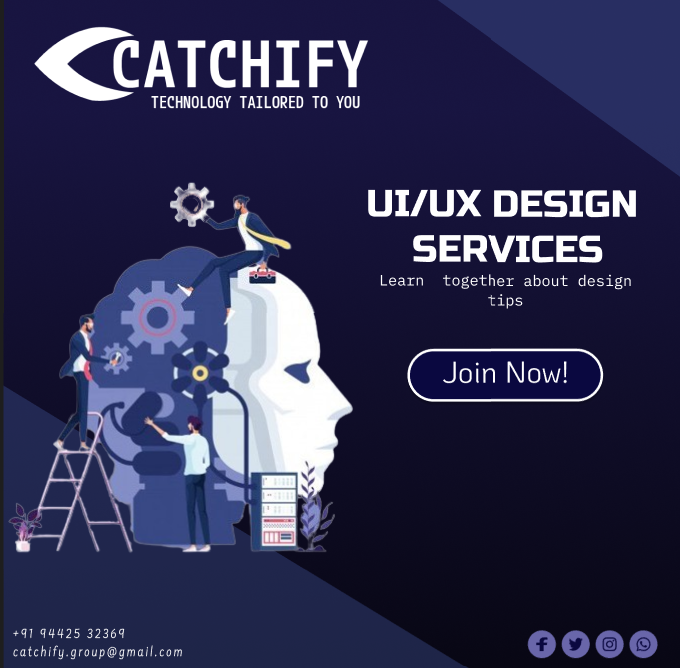 CATCHIFY
TECHNOLOGY TAILORED TO YOU
UI/UX DESIGN
SERVICES
Learn together about design
tips
Join Now!
+91 94425 32369
catchify.group@gmail.com